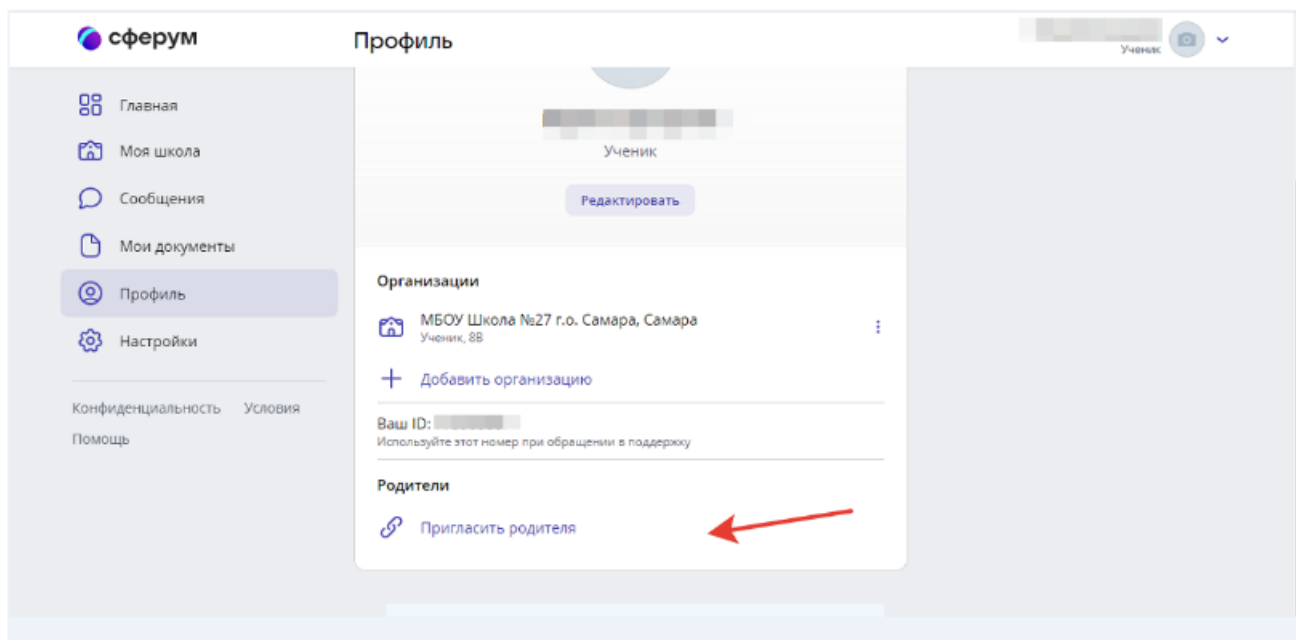 сферум
Профиль
Ученик
Главная
Моя школа
Сообщения
Мои документы
Профиль
Настройки
Конфиденциальность Условия
Помощь
Ученик
Редактировать
Организации
МБОУ Школа №27 г.о. Самара, Самара
Ученик, 8В
Добавить организацию
Ваш ID:
Используйте этот номер при обращении в поддержку
Родители
Пригласить родителя